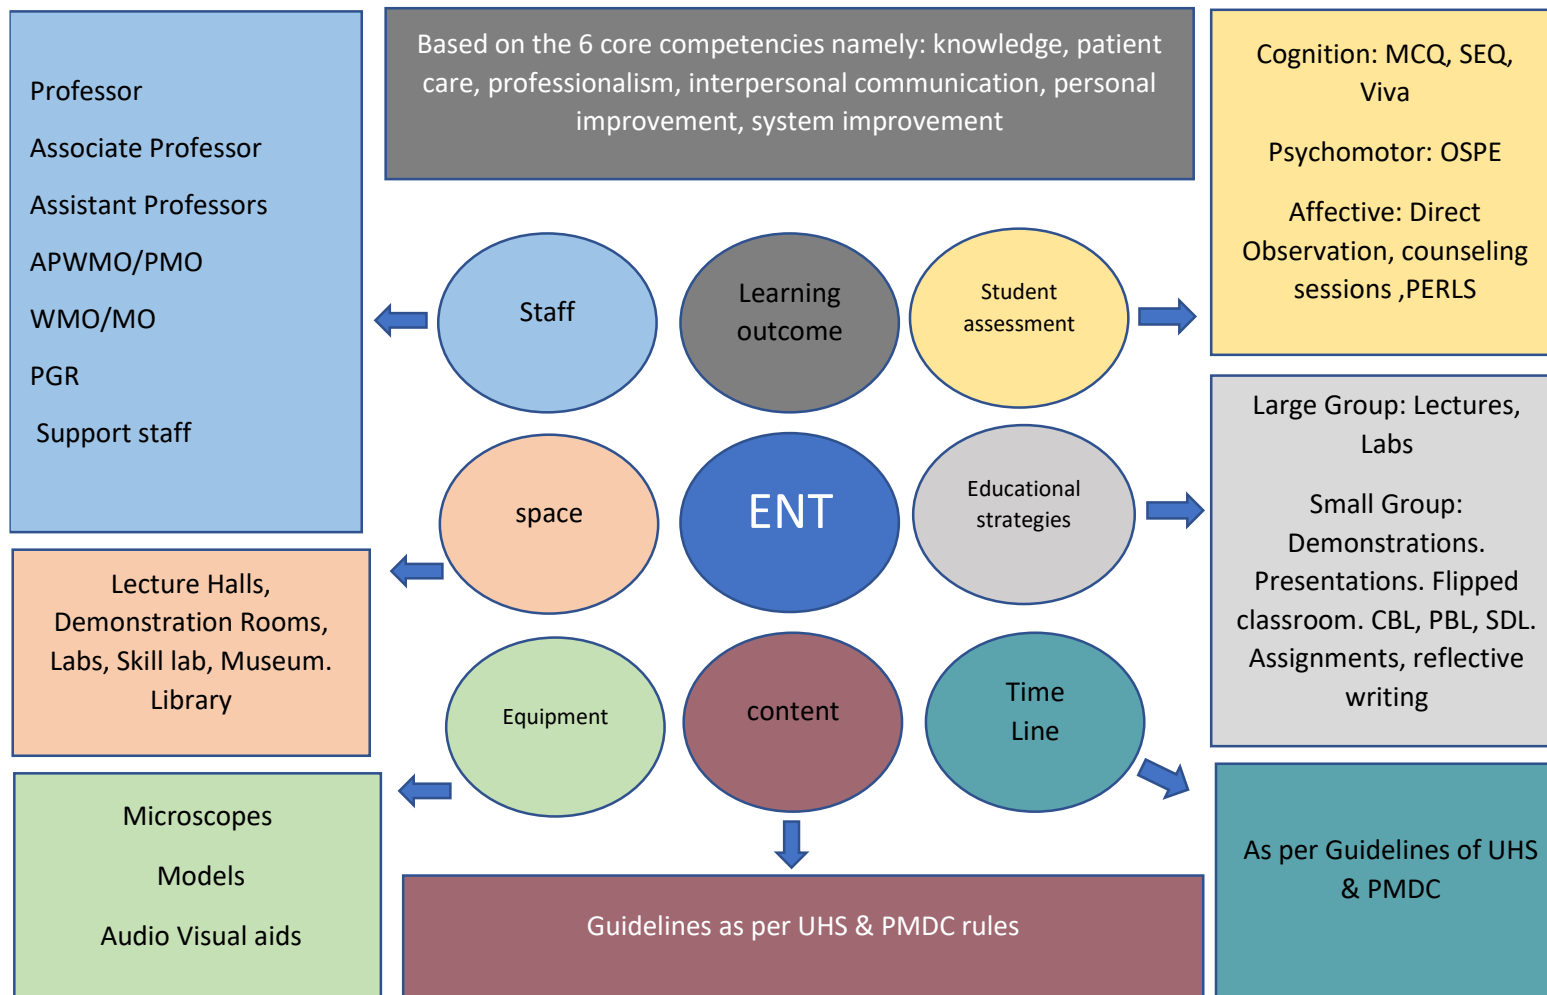 Professor
Associate Professor
Assistant Professors
APWMO/PMO
WMO/MO
PGR
Support staff
Based on the 6 core competencies namely: knowledge, patient
care, professionalism, interpersonal communication, personal
improvement, system improvement
Cognition: MCQ, SEQ,
Viva
Psychomotor: OSPE
Affective: Direct
Observation, counseling
sessions ,PERLS
Staff
Learning
outcome
Student
assessment
space
ENT
Educational
strategies
Large Group: Lectures,
Labs
Small Group:
Demonstrations.
Presentations. Flipped
classroom. CBL, PBL, SDL.
Assignments, reflective
writing
Lecture Halls,
Demonstration Rooms,
Labs, Skill lab, Museum.
Library
Equipment
content
Time
Line
Microscopes
Models
Audio Visual aids
Guidelines as per UHS & PMDC rules
As per Guidelines of UHS
& PMDC